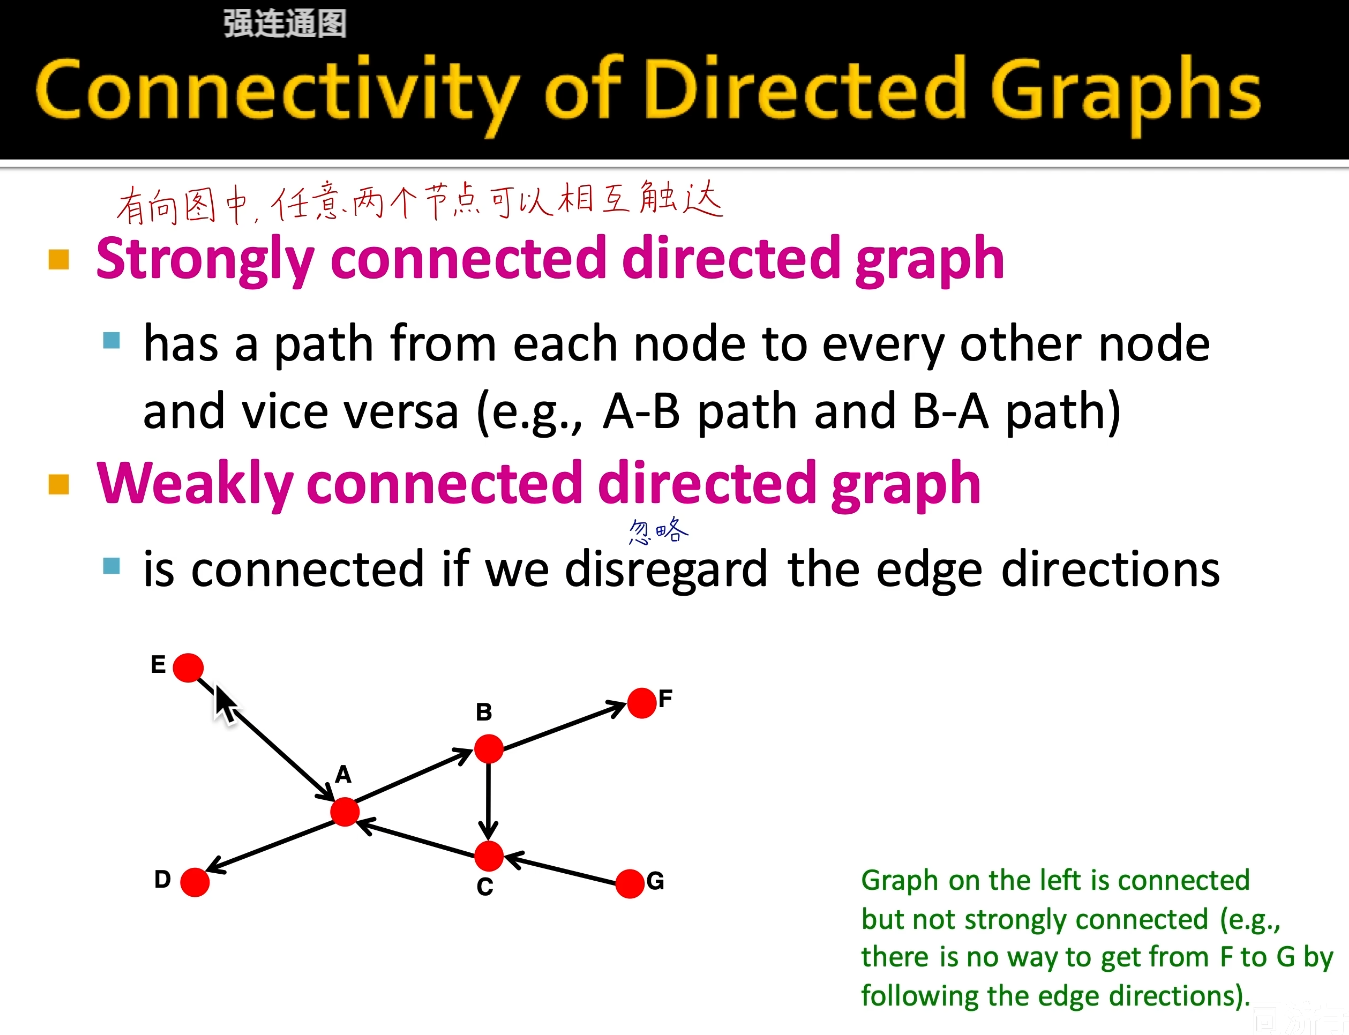 强连通图
Connectivity of Directed Graphs
有向图中,任意两个节点可以相互触达
Strongly connected directed graph
has a path from each node to every other node
and vice versa (e.g., A-B path and B-A path)
Weakly connected directed graph
忽略
is connected if we disregard the edge directions
E
F
B
A
D
C
G
Graph on the left is connected
but not strongly connected (e.g.,
there is no way to get from F to G by
following the edge directions).